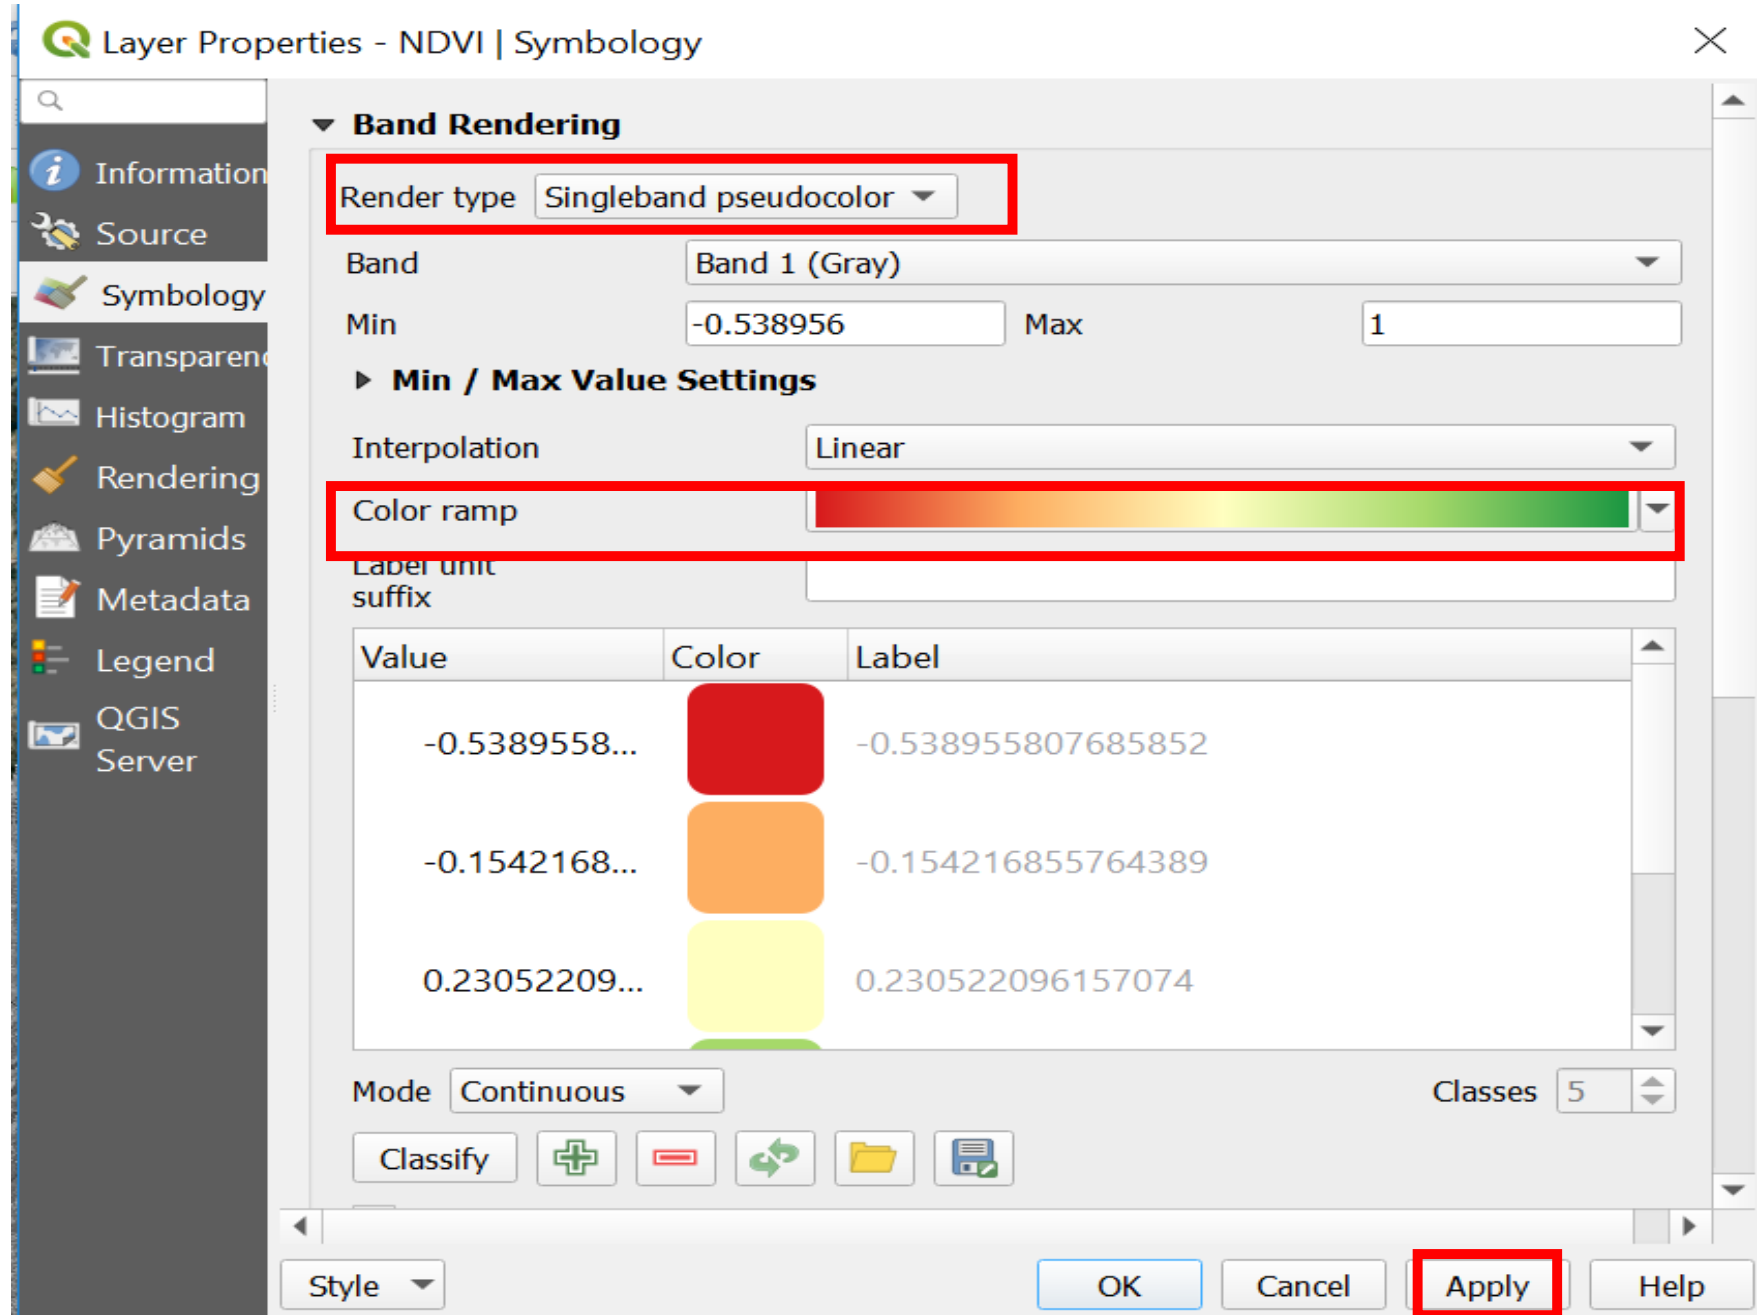 Layer Properties - NDVI | Symbology
Information
Source
Symbology
Transparenc
Histogram
Rendering
Pyramids
Metadata
Legend
QGIS
Server
Band Rendering
Render type Singleband pseudocolor
Band Band 1 (Gray)
Min -0.538956 Max 1
Min / Max Value Settings
Interpolation Linear
Color ramp
Label unit
suffix
Value Color Label
-0.5389558... -0.538955807685852
-0.1542168... -0.154216855764389
0.23052209... 0.230522096157074
Mode Continuous Classes 5
Classify
Style OK Cancel Apply Help